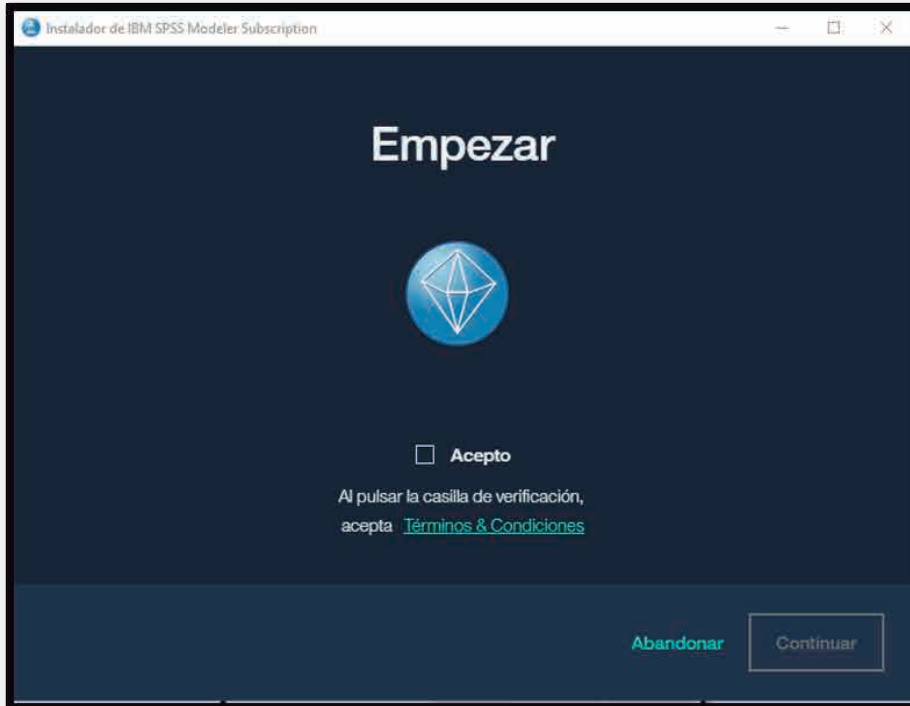 Instalador de IBM SPSS Modeler Subscription
Empezar
Acepto
Al pulsar la casilla de verificación,
acepta Términos & Condiciones
Abandonar
Continuar